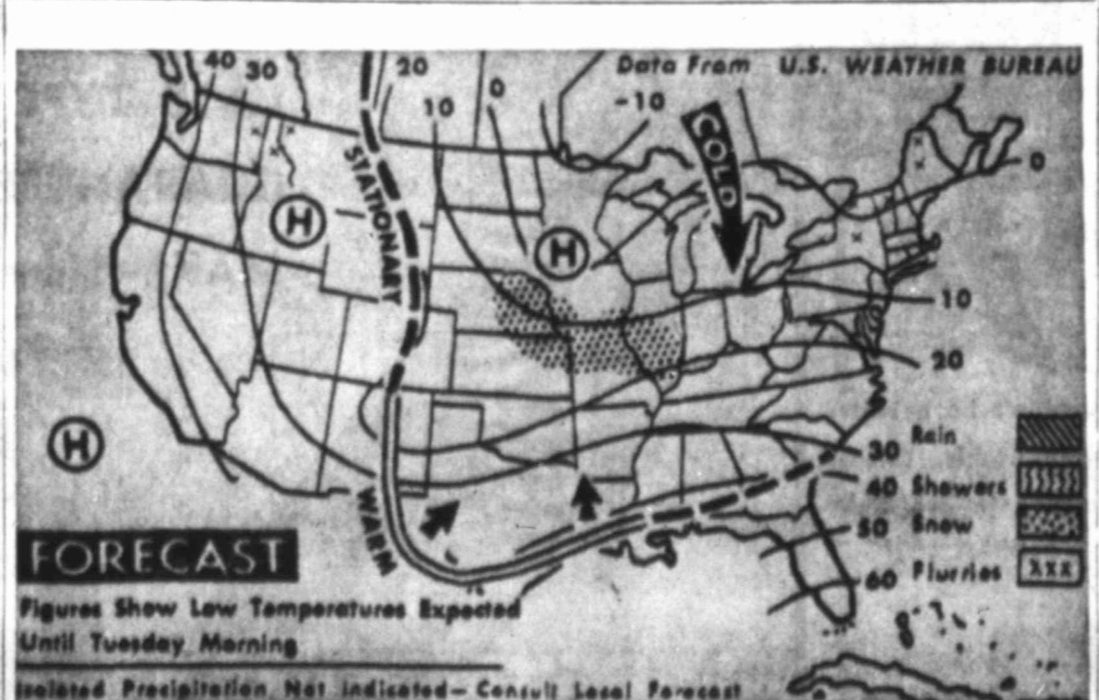 40 30 20 10 0 -10
Data From U.S. WEATHER BUREAU
COLD
0
STATIONARY
H
H
10
20
H
30
Rain
40
Showers
WARM
50
Snow
60
Flurries
XXX
FORECAST
Figures Show Low Temperatures Expected
Until Tuesday Morning
Isolated Precipitation Not Indicated— Consult Local Forecast